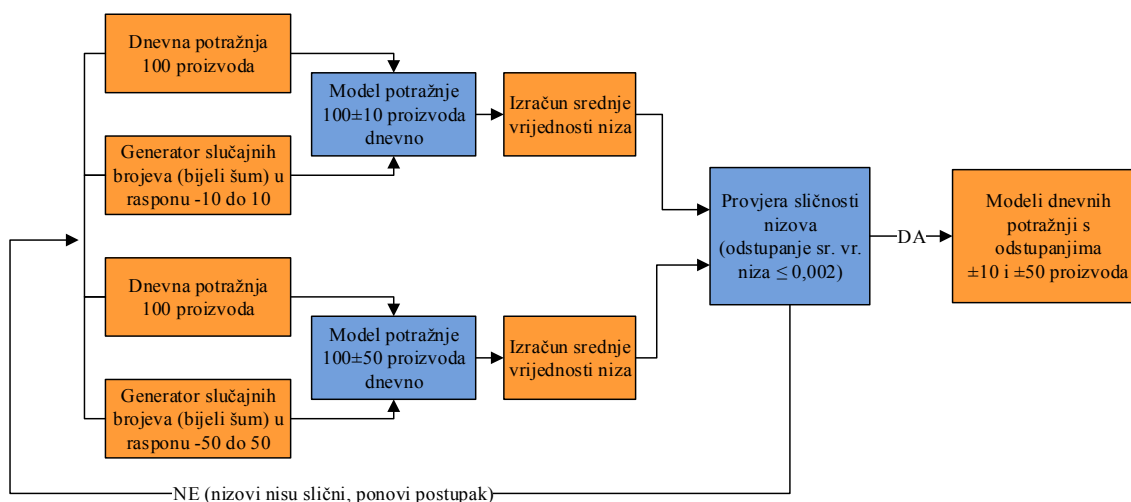 Dnevna potražnja
100 proizvoda
Generator slučajnih
brojeva (bijeli šum) u
rasponu -10 do 10
Model potražnje
100±10 proizvoda
dnevno
Izračun srednje
vrijednosti niza
Dnevna potražnja
100 proizvoda
Generator slučajnih
brojeva (bijeli šum) u
rasponu -50 do 50
Model potražnje
100±50 proizvoda
dnevno
Izračun srednje
vrijednosti niza
Provjera sličnosti
nizova
(odstupanje sr. vr.
niza ≤ 0,002)
DA
Modeli dnevnih
potražnji s
odstupanjima
±10 i ±50 proizvoda
NE (nizovi nisu slični, ponovi postupak)